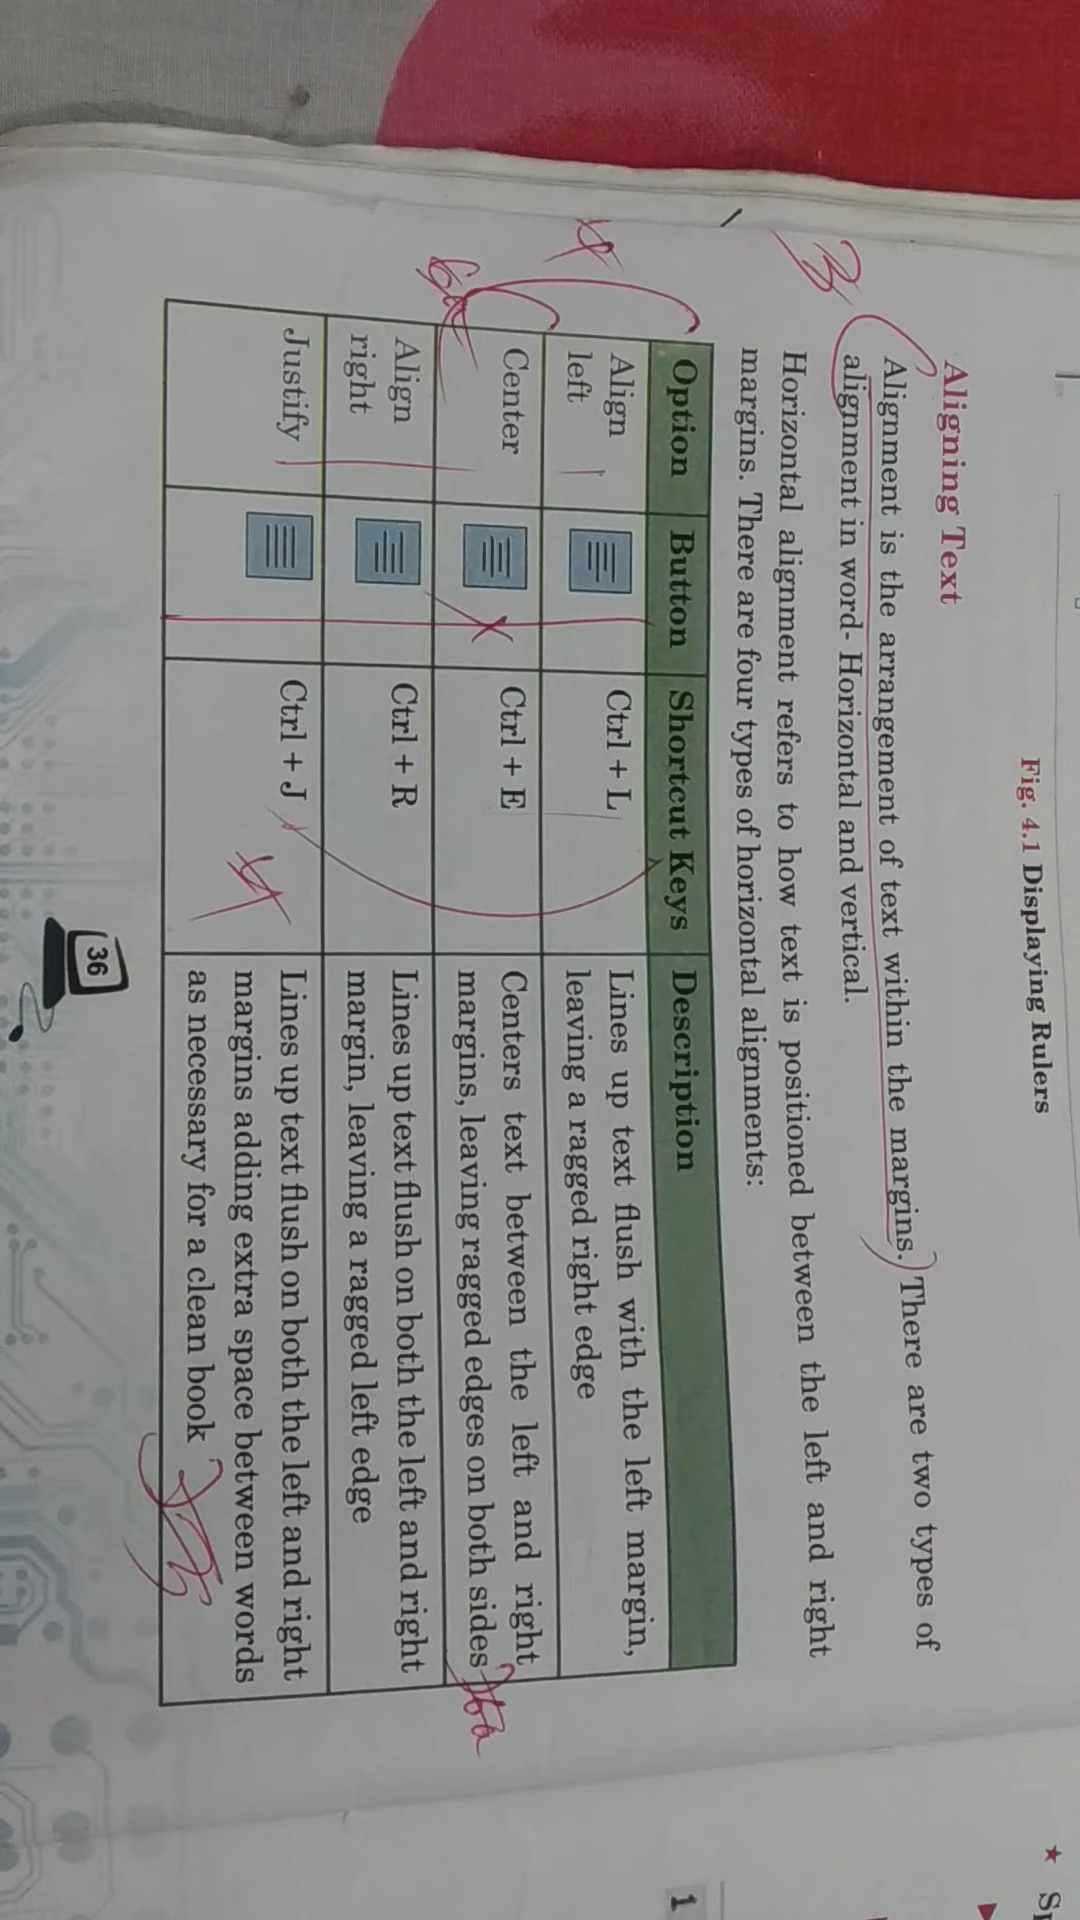 Fig. 4.1 Displaying Rulers
Aligning Text
Alignment is the arrangement of text within the margins. There are two types of
alignment in word- Horizontal and vertical.
Horizontal alignment refers to how text is positioned between the left and right
margins. There are four types of horizontal alignments:
Option Button Shortcut Keys Description
Align left Ctrl + L Lines up text flush with the left margin,
leaving a ragged right edge
Center Ctrl + E Centers text between the left and right
margins, leaving ragged edges on both sides
Align right Ctrl + R Lines up text flush on both the left and right
margin, leaving a ragged left edge
Justify Ctrl + J Lines up text flush on both the left and right
margins adding extra space between words
as necessary for a clean book
36
1